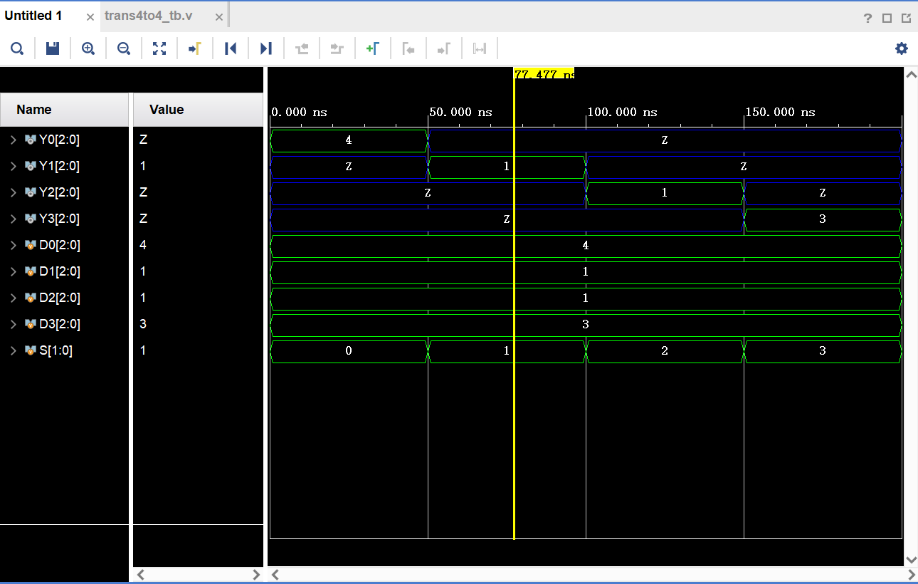 Untitled 1 × trans4to4_tb.v ×
?
77.477 ns
Name Value
0.000 ns 50.000 ns 100.000 ns 150.000 ns
Y0[2:0] Z 4 Z
Y1[2:0] 1 Z 1 Z
Y2[2:0] Z Z 1 Z
Y3[2:0] Z Z 3
D0[2:0] 4 4
D1[2:0] 1 1
D2[2:0] 1 1
D3[2:0] 3 3
S[1:0] 1 0 1 2 3